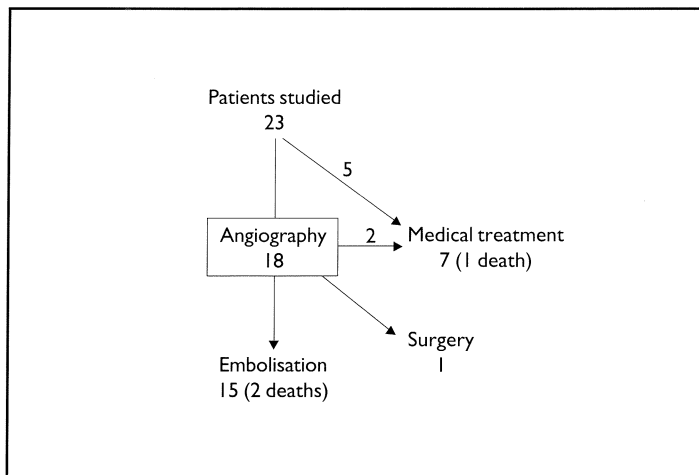 Patients studied
23
5
Angiography
18
2
Medical treatment
7 (1 death)
Surgery
1
Embolisation
15 (2 deaths)